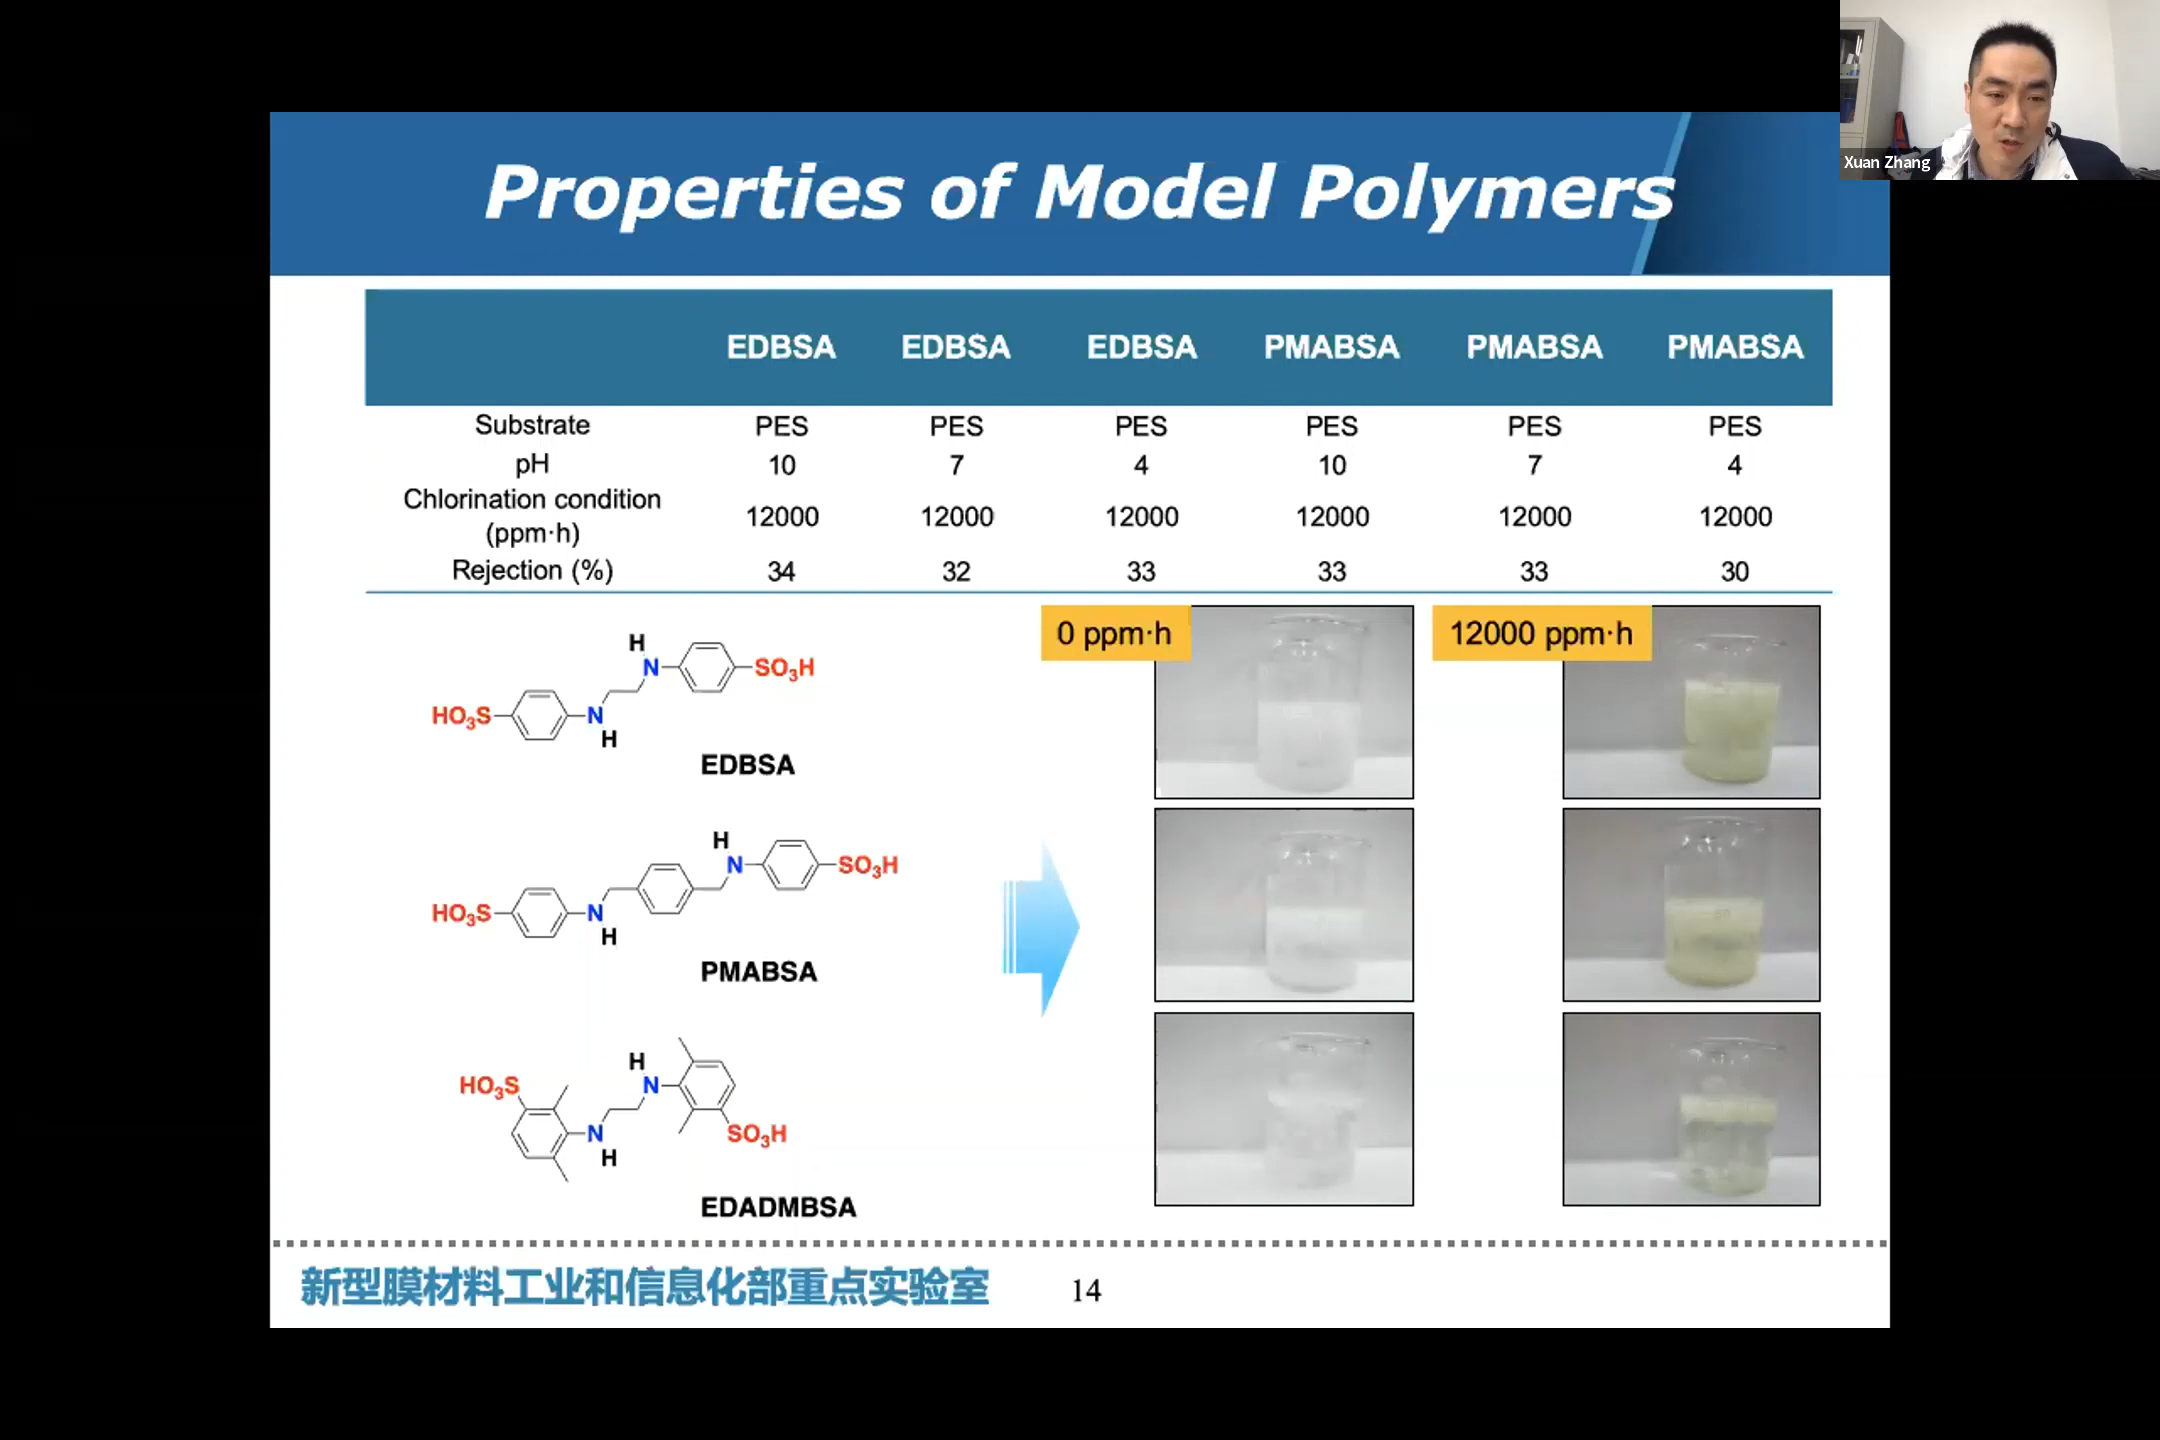 Xuan Zhang
Properties of Model Polymers
EDBSA EDBSA EDBSA PMABSA PMABSA PMABSA
Substrate PES PES PES PES PES PES
pH 10 7 4 10 7 4
Chlorination condition (ppm·h) 12000 12000 12000 12000 12000 12000
Rejection (%) 34 32 33 33 33 30
0 ppm·h
12000 ppm·h
H
N
SO₃H
HO₃S
N
H
EDBSA
H
N
SO₃H
HO₃S
N
H
PMABSA
H
N
HO₃S
N
SO₃H
H
EDADMBSA
新型膜材料工业和信息化部重点实验室
14